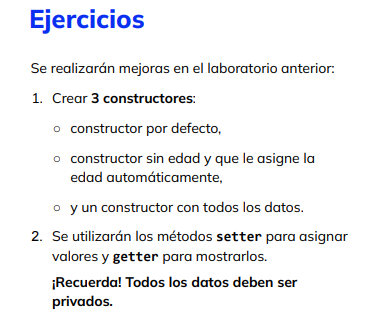 Ejercicios
Se realizarán mejoras en el laboratorio anterior:
1. Crear 3 constructores:
○ constructor por defecto,
○ constructor sin edad y que le asigne la
edad automáticamente,
○ y un constructor con todos los datos.
2. Se utilizarán los métodos setter para asignar
valores y getter para mostrarlos.
¡Recuerda! Todos los datos deben ser
privados.